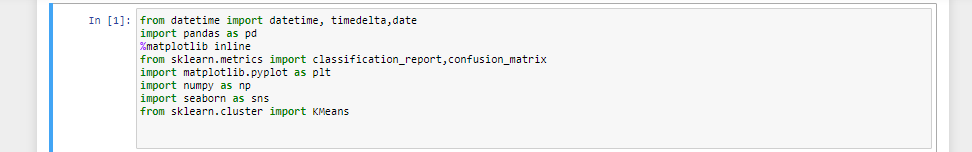 In [1]: from datetime import datetime, timedelta,date
import pandas as pd
%matplotlib inline
from sklearn.metrics import classification_report,confusion_matrix
import matplotlib.pyplot as plt
import numpy as np
import seaborn as sns
from sklearn.cluster import KMeans